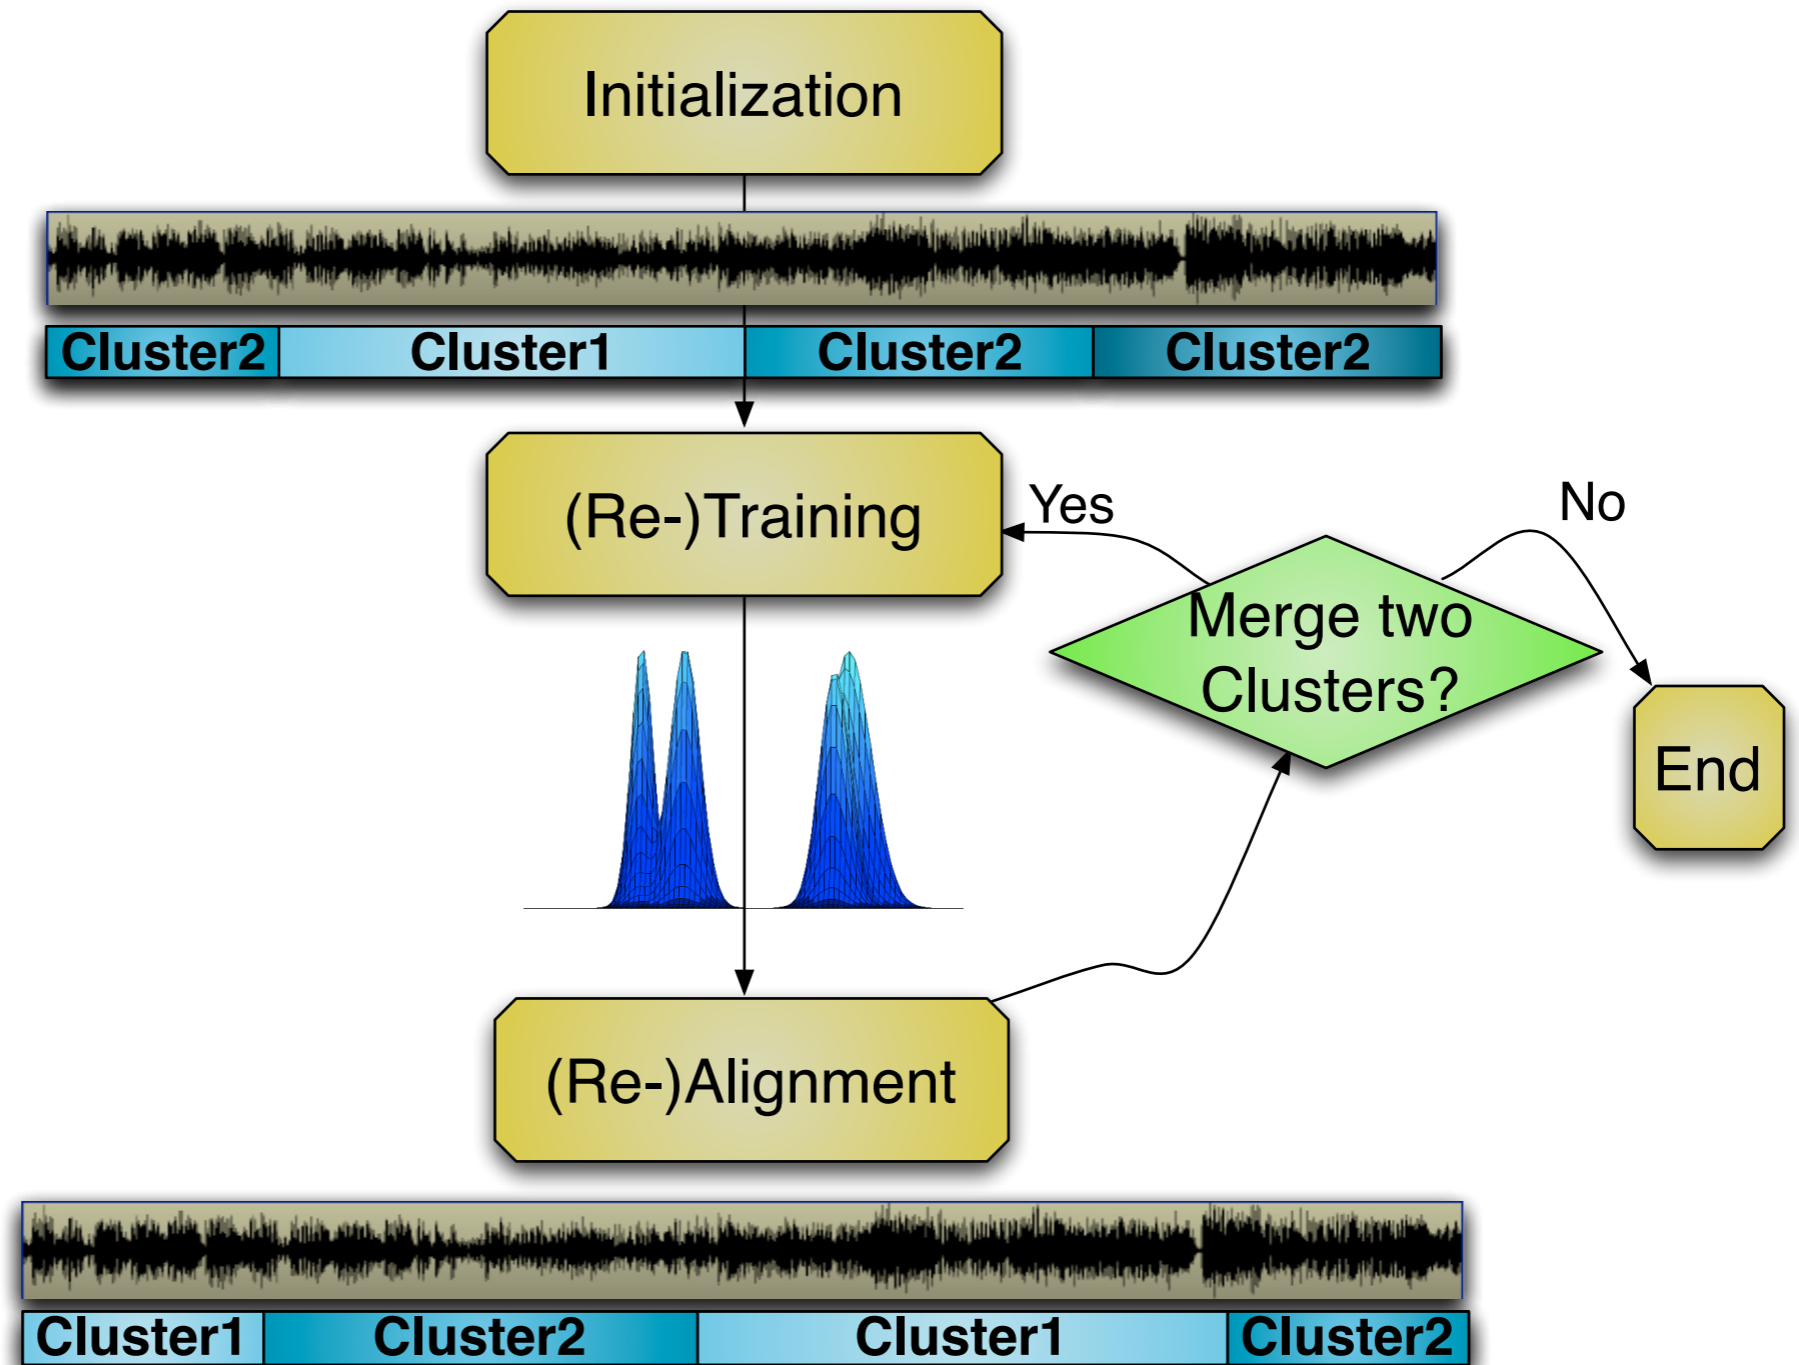 Initialization
Cluster2 Cluster1 Cluster2 Cluster2
(Re-)Training
Yes
No
Merge two
Clusters?
End
(Re-)Alignment
Cluster1 Cluster2 Cluster1 Cluster2